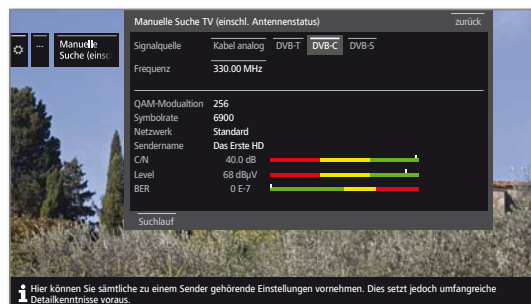 Manuelle Suche TV (einschl. Antennenstatus) zurück
... Manuelle
Suche (einsc
Signalquelle Kabel analog DVB-T DVB-C DVB-S
Frequenz 330.00 MHz
QAM-Modualtion 256
Symbolrate 6900
Netzwerk Standard
Sendername Das Erste HD
C/N 40.0 dB
Level 68 dBµV
BER 0 E-7
Suchlauf
Hier können Sie sämtliche zu einem Sender gehörende Einstellungen vornehmen. Dies setzt jedoch umfangreiche
Detailkenntnisse voraus.